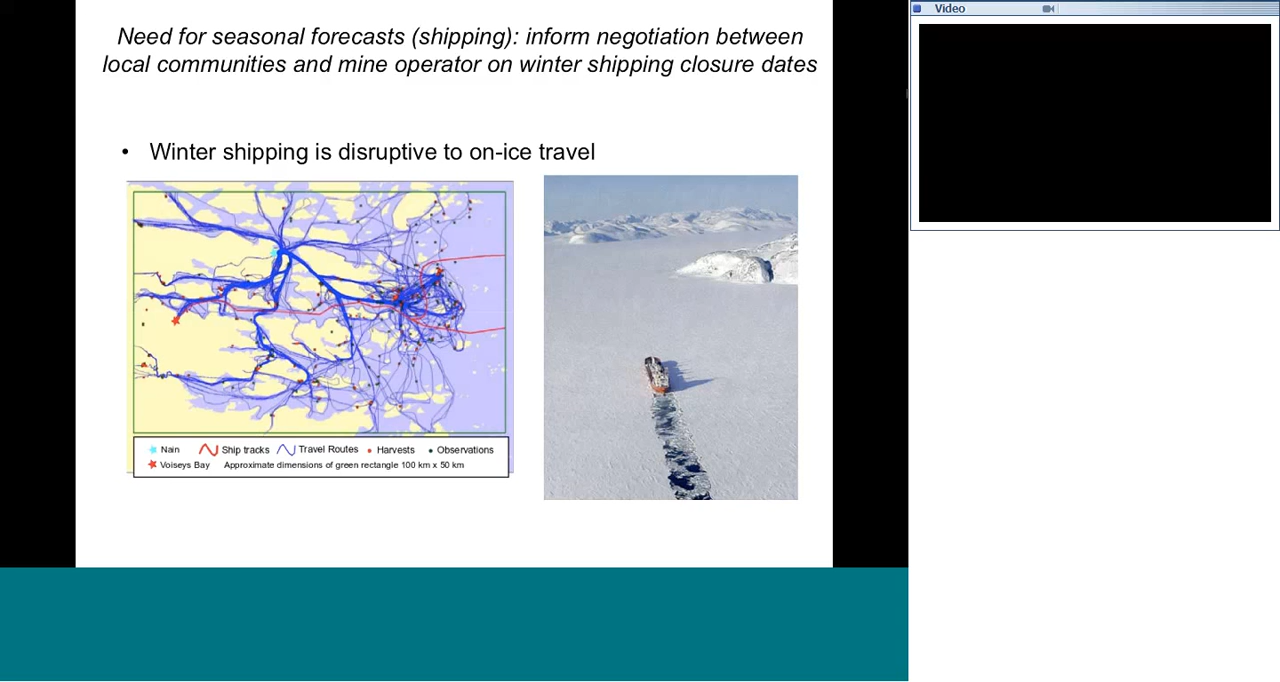 Need for seasonal forecasts (shipping): inform negotiation between
local communities and mine operator on winter shipping closure dates
• Winter shipping is disruptive to on-ice travel
Nain Ship tracks Travel Routes Harvests Observations
Voiseys Bay Approximate dimensions of green rectangle 100 km x 50 km
Video